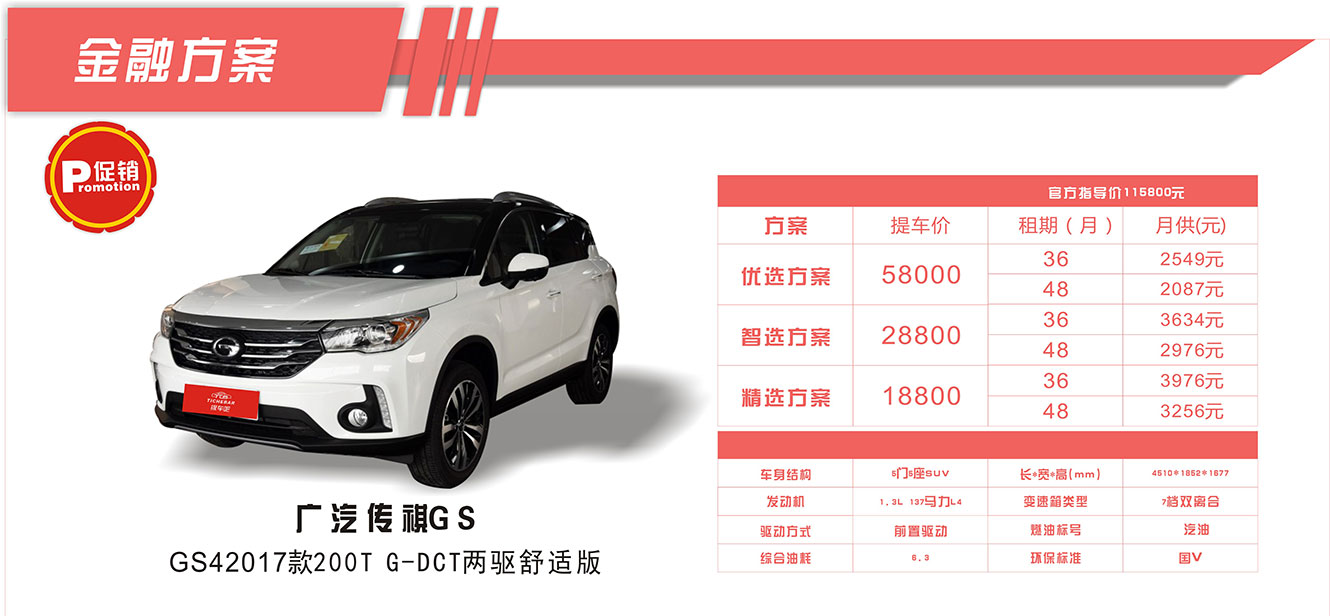 金融方案
P促销
romotion
TICHEBAR
提车吧
广汽传祺GS
GS42017款200T G-DCT两驱舒适版
官方指导价115800元
方案 提车价 租期（月） 月供(元)
优选方案 58000 36 2549元
48 2087元
智选方案 28800 36 3634元
48 2976元
精选方案 18800 36 3976元
48 3256元
车身结构 5门5座SUV 长*宽*高(mm) 4510*1852*1677
发动机 1.3L 137马力L4 变速箱类型 7档双离合
驱动方式 前置驱动 燃油标号 汽油
综合油耗 6.3 环保标准 国V